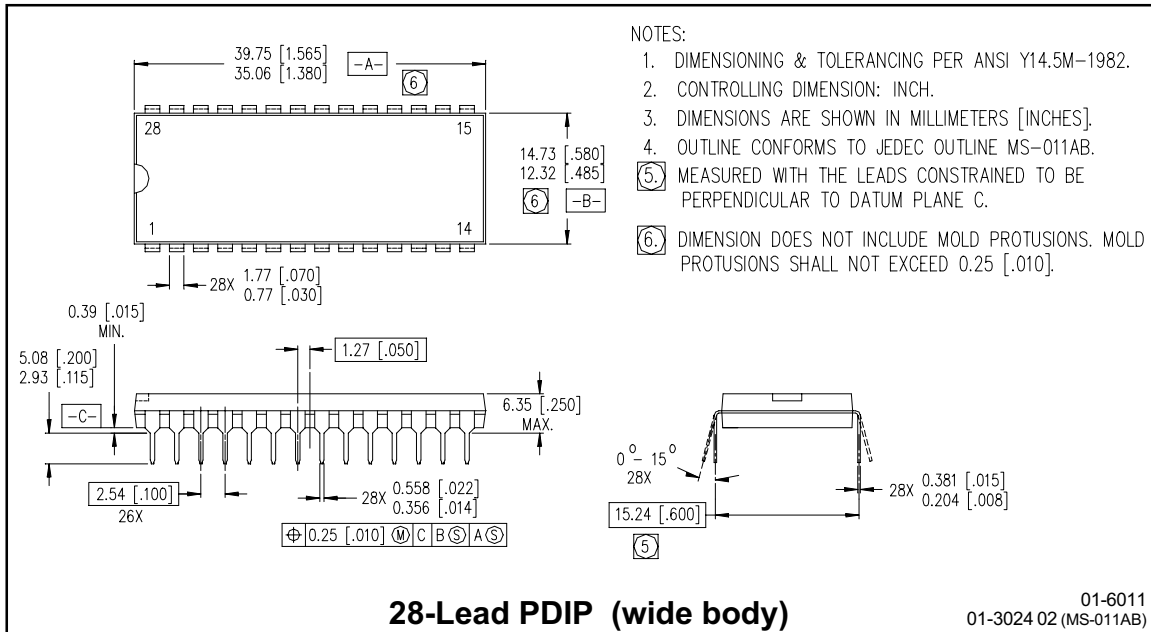 39.75 [1.565]
35.06 [1.380]
-A-
6
28
15
1
14
14.73 [.580]
12.32 [.485]
6
-B-
28X 1.77 [.070]
0.77 [.030]
NOTES:
1. DIMENSIONING & TOLERANCING PER ANSI Y14.5M-1982.
2. CONTROLLING DIMENSION: INCH.
3. DIMENSIONS ARE SHOWN IN MILLIMETERS [INCHES].
4. OUTLINE CONFORMS TO JEDEC OUTLINE MS-011AB.
5. MEASURED WITH THE LEADS CONSTRAINED TO BE
PERPENDICULAR TO DATUM PLANE C.
6. DIMENSION DOES NOT INCLUDE MOLD PROTUSIONS. MOLD
PROTUSIONS SHALL NOT EXCEED 0.25 [.010].
0.39 [.015]
MIN.
5.08 [.200]
2.93 [.115]
1.27 [.050]
-C-
6.35 [.250]
MAX.
2.54 [.100]
26X
28X 0.558 [.022]
0.356 [.014]
⌖ 0.25 [.010] Ⓜ C B Ⓢ A Ⓢ
0° - 15°
28X
28X 0.381 [.015]
0.204 [.008]
15.24 [.600]
5
28-Lead PDIP (wide body)
01-6011
01-3024 02 (MS-011AB)